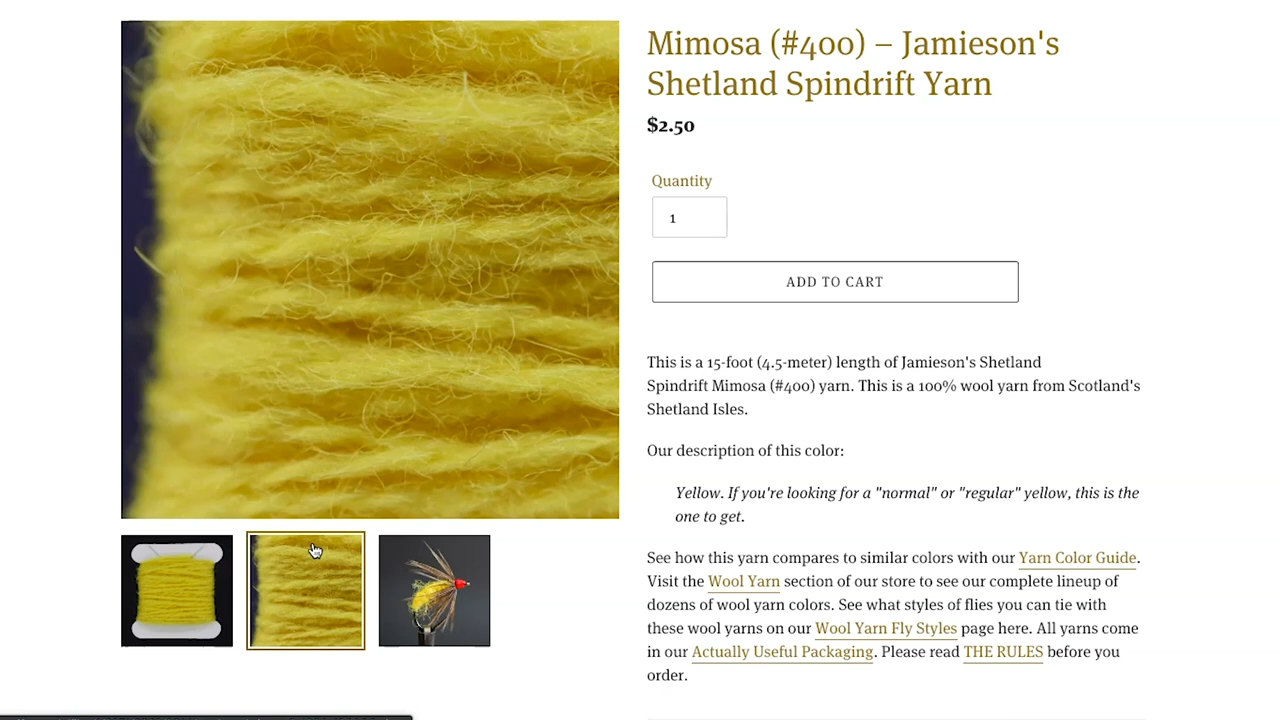 Mimosa (#400) – Jamieson's
Shetland Spindrift Yarn
$2.50
Quantity
1
ADD TO CART
This is a 15-foot (4.5-meter) length of Jamieson's Shetland
Spindrift Mimosa (#400) yarn. This is a 100% wool yarn from Scotland's
Shetland Isles.
Our description of this color:
Yellow. If you're looking for a "normal" or "regular" yellow, this is the
one to get.
See how this yarn compares to similar colors with our Yarn Color Guide.
Visit the Wool Yarn section of our store to see our complete lineup of
dozens of wool yarn colors. See what styles of flies you can tie with
these wool yarns on our Wool Yarn Fly Styles page here. All yarns come
in our Actually Useful Packaging. Please read THE RULES before you
order.